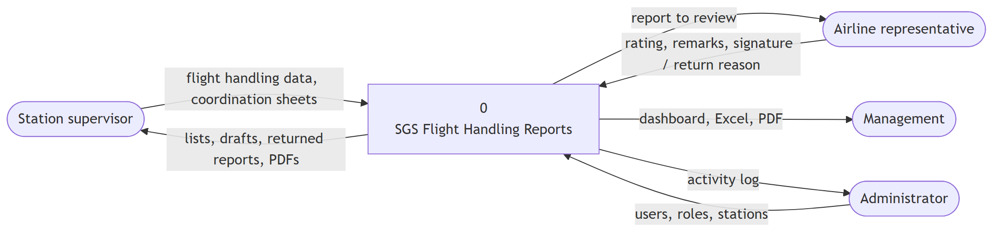 report to review
Airline representative
rating, remarks, signature
/ return reason
flight handling data,
coordination sheets
Station supervisor
lists, drafts, returned
reports, PDFs
0
SGS Flight Handling Reports
dashboard, Excel, PDF
Management
activity log
Administrator
users, roles, stations